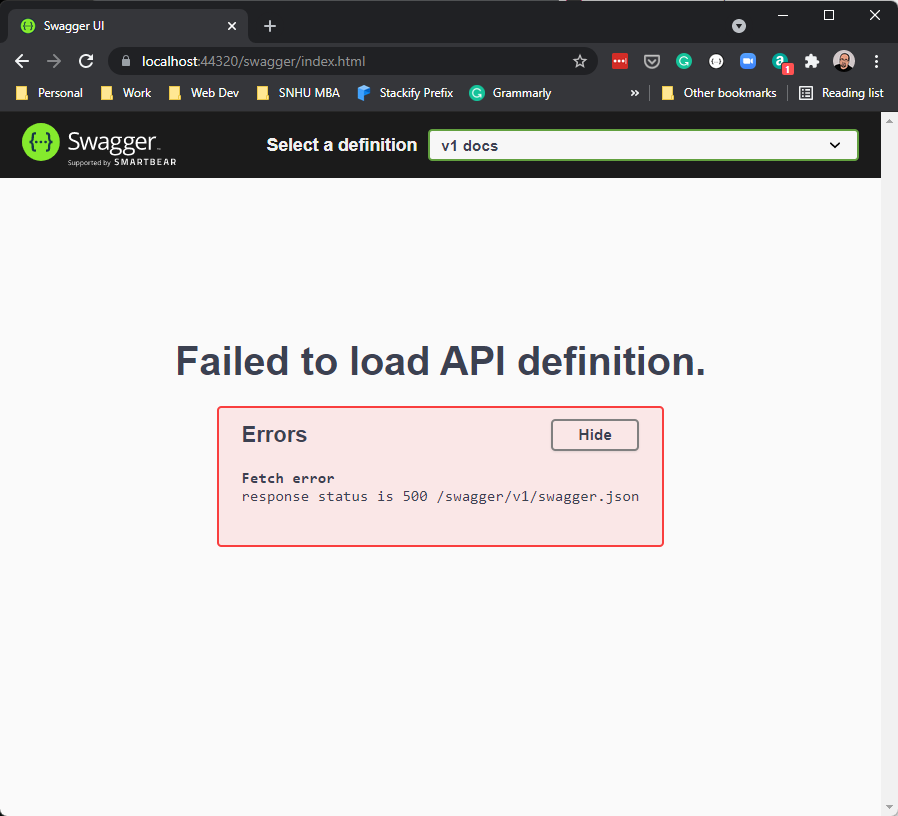 Swagger UI
localhost:44320/swagger/index.html
1
Personal
Work
Web Dev
SNHU MBA
Stackify Prefix
Grammarly
»
Other bookmarks
Reading list
{··} Swagger™
Supported by SMARTBEAR
Select a definition
v1 docs
Failed to load API definition.
Errors
Hide
Fetch error
response status is 500 /swagger/v1/swagger.json